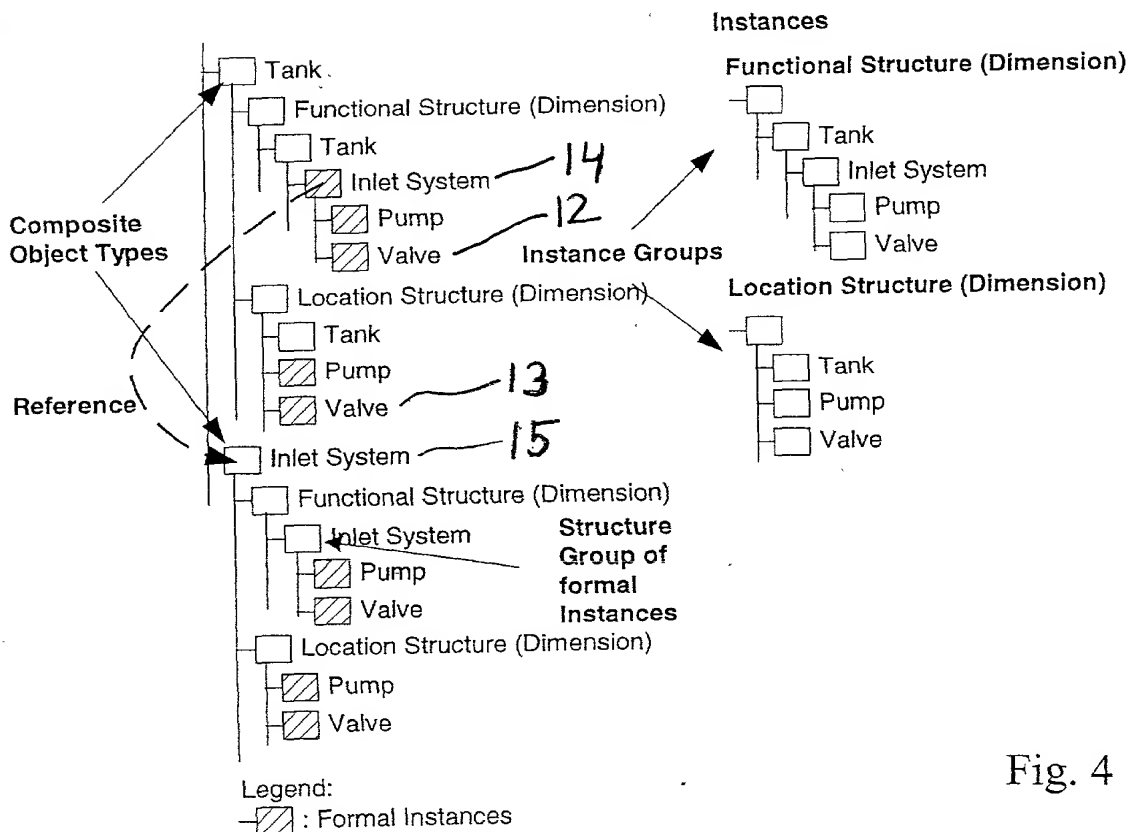 Tank
Functional Structure (Dimension)
Tank
Inlet System
14
Pump
Valve
12
Composite
Object Types
Location Structure (Dimension)
Tank
Pump
Valve
13
Reference
Inlet System
15
Functional Structure (Dimension)
Inlet System
Pump
Valve
Structure
Group of
formal
Instances
Location Structure (Dimension)
Pump
Valve
Legend:
: Formal Instances
Instances
Functional Structure (Dimension)
Tank
Inlet System
Pump
Valve
Instance Groups
Location Structure (Dimension)
Tank
Pump
Valve
Fig. 4